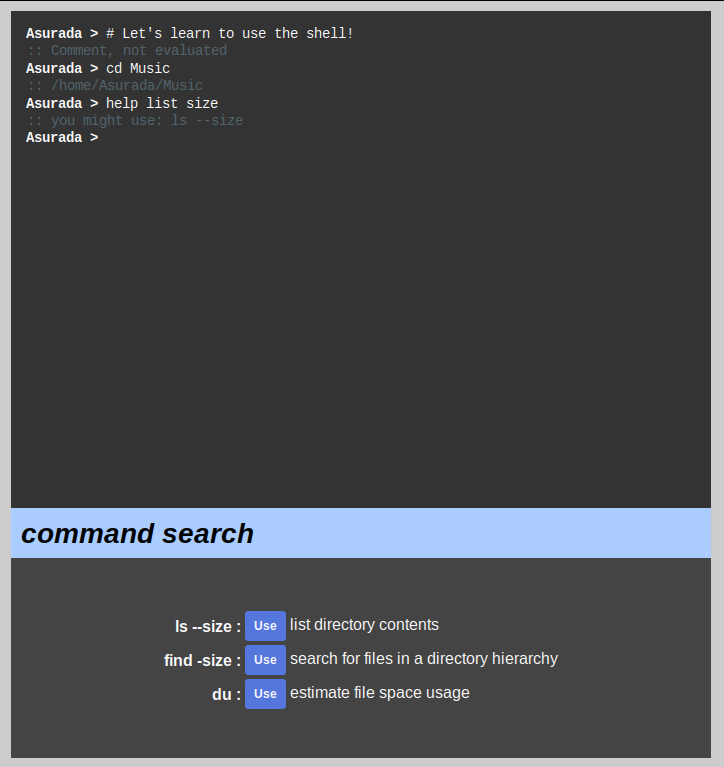 Asurada > # Let's learn to use the shell!
:: Comment, not evaluated
Asurada > cd Music
:: /home/Asurada/Music
Asurada > help list size
:: you might use: ls --size
Asurada >
command search
ls --size : Use list directory contents
find -size : Use search for files in a directory hierarchy
du : Use estimate file space usage